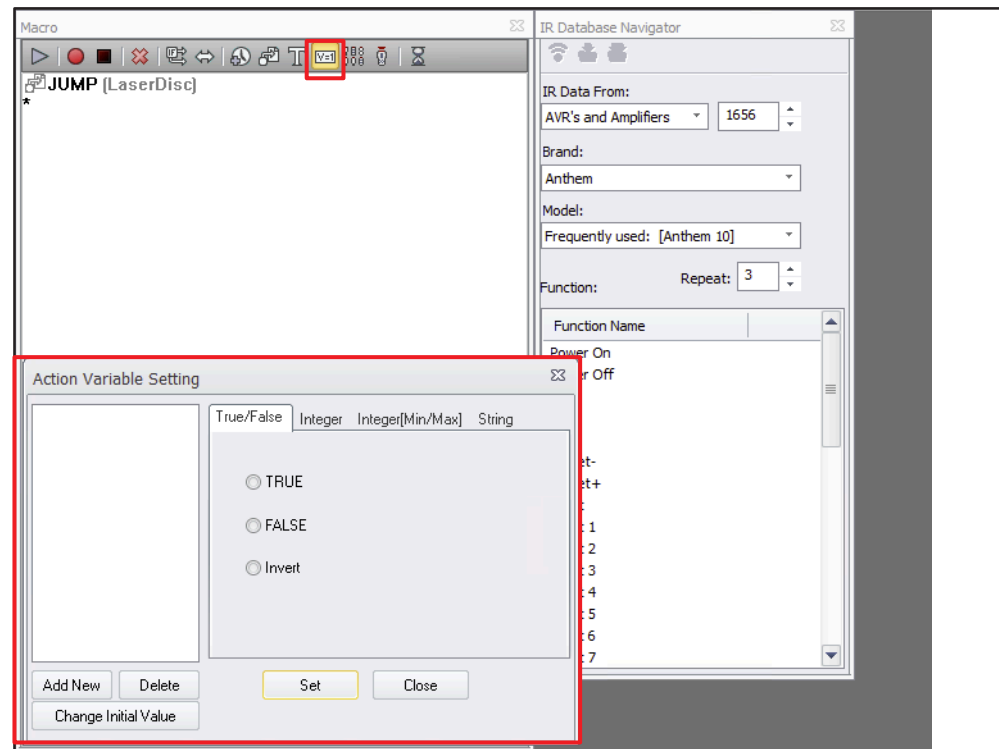 Macro
V=1
JUMP (LaserDisc)
*
IR Database Navigator
IR Data From:
AVR's and Amplifiers 1656
Brand:
Anthem
Model:
Frequently used: [Anthem 10]
Repeat: 3
Function:
Function Name
Power On
er Off
et-
et+
t 1
t 2
t 3
t 4
t 5
t 6
t 7
Action Variable Setting
True/False Integer Integer[Min/Max] String
TRUE
FALSE
Invert
Add New Delete Set Close
Change Initial Value